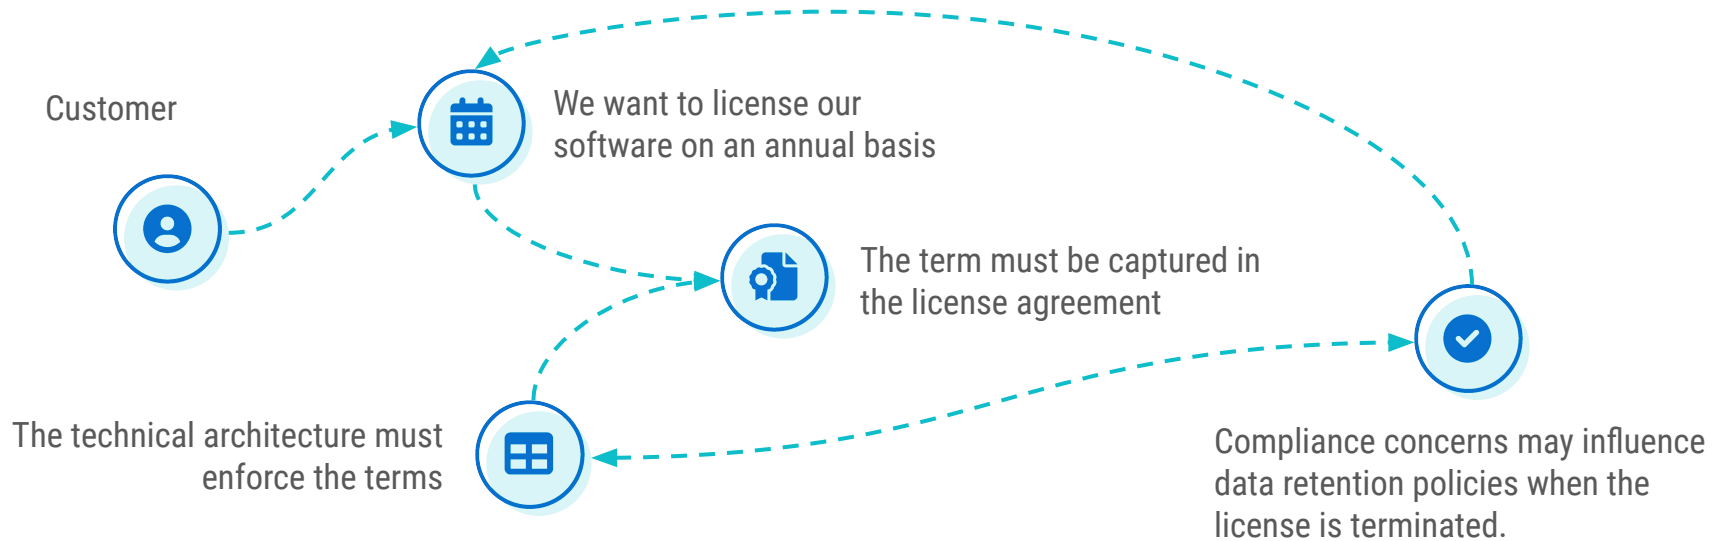 Customer
We want to license our
software on an annual basis
The term must be captured in
the license agreement
The technical architecture must
enforce the terms
Compliance concerns may influence
data retention policies when the
license is terminated.